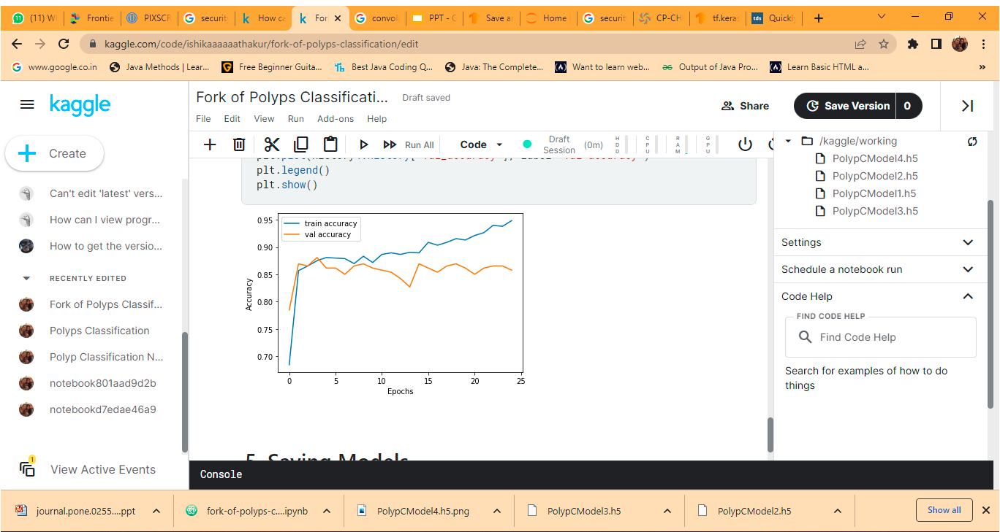 (11) W
Frontie
PIXSCR
security
How ca
For
convol
PPT - G
Save an
Home
security
CP-CH
tf.keras
Quickly
kaggle.com/code/ishikaaaaaathakur/fork-of-polyps-classification/edit
www.google.co.in
Java Methods | Lear...
Free Beginner Guita...
Best Java Coding Q...
Java: The Complete...
Want to learn web...
Output of Java Pro...
Learn Basic HTML a...
kaggle
Create
Can't edit 'latest' vers...
How can I view progr...
How to get the versio...
RECENTLY EDITED
Fork of Polyps Classif...
Polyps Classification
Polyp Classification N...
notebook801aad9d2b
notebookd7edae46a9
1
View Active Events
Fork of Polyps Classificati...
Draft saved
File Edit View Run Add-ons Help
Share
Save Version 0
Run All
Code
Draft Session (0m)
HDD
CPU
RAM
GPU
plt.legend()
plt.show()
train accuracy
val accuracy
0.95
0.90
0.85
0.80
0.75
0.70
Accuracy
0 5 10 15 20 25
Epochs
5. Saving Models
Console
/kaggle/working
PolypCModel4.h5
PolypCModel2.h5
PolypCModel1.h5
PolypCModel3.h5
Settings
Schedule a notebook run
Code Help
FIND CODE HELP
Find Code Help
Search for examples of how to do
things
journal.pone.0255....ppt
fork-of-polyps-c....ipynb
PolypCModel4.h5.png
PolypCModel3.h5
PolypCModel2.h5
Show all